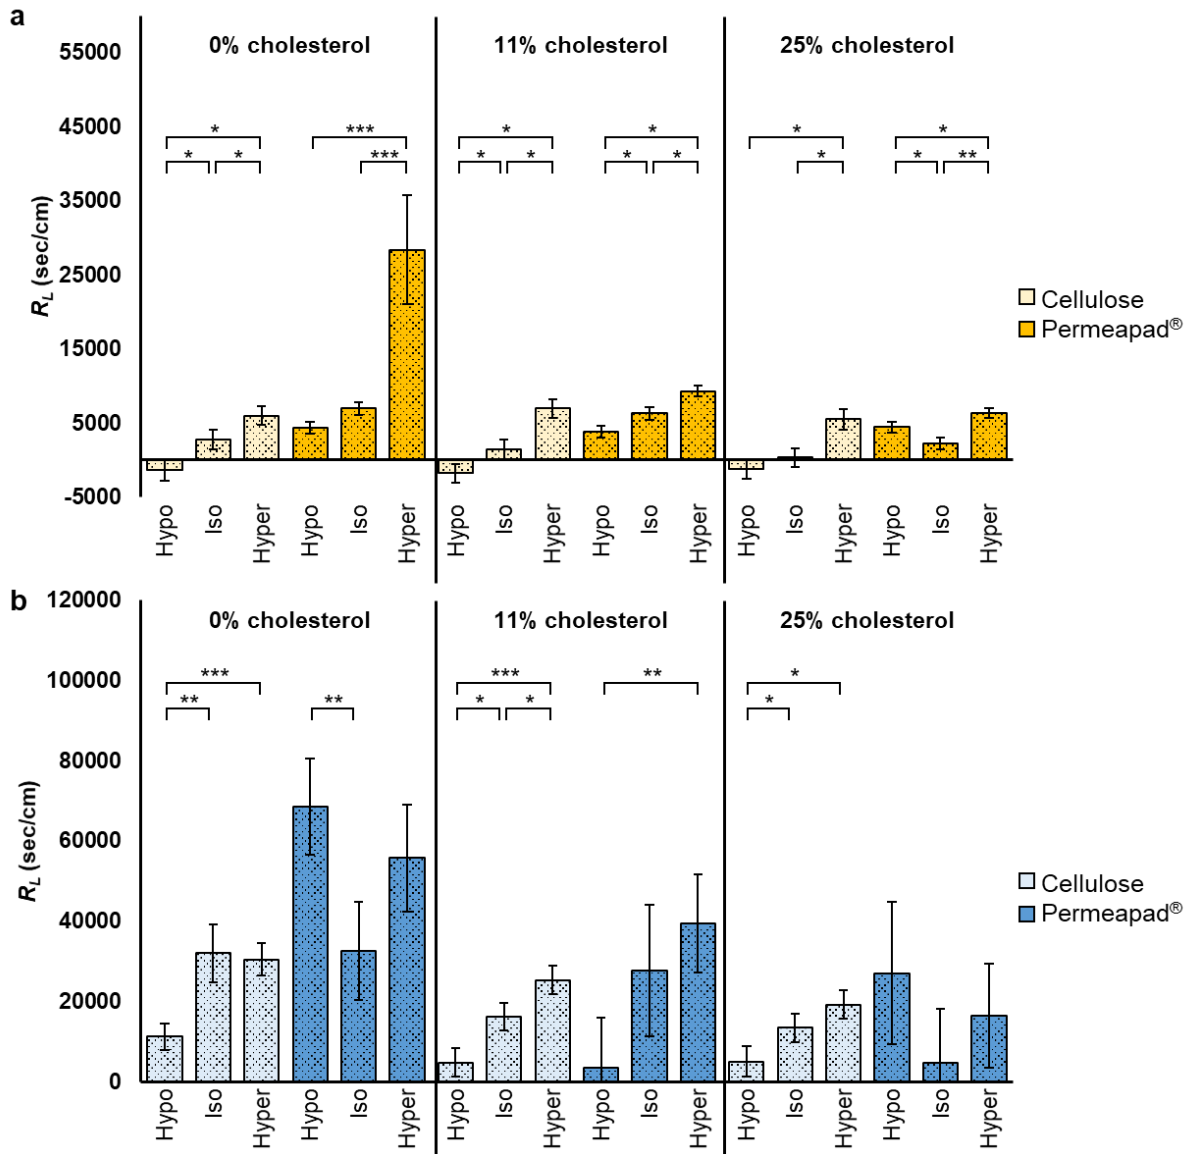 a
0% cholesterol
11% cholesterol
25% cholesterol
55000
45000
35000
25000
15000
5000
-5000
R_L (sec/cm)
* * *
* ***
* ***
* *
* * * *
* *
* * * **
Cellulose
Permeapad®
Hypo Iso Hyper Hypo Iso Hyper
Hypo Iso Hyper Hypo Iso Hyper
Hypo Iso Hyper Hypo Iso Hyper
b
0% cholesterol
11% cholesterol
25% cholesterol
120000
100000
80000
60000
40000
20000
0
R_L (sec/cm)
***
** **
*** **
* *
*
*
Cellulose
Permeapad®
Hypo Iso Hyper Hypo Iso Hyper
Hypo Iso Hyper Hypo Iso Hyper
Hypo Iso Hyper Hypo Iso Hyper